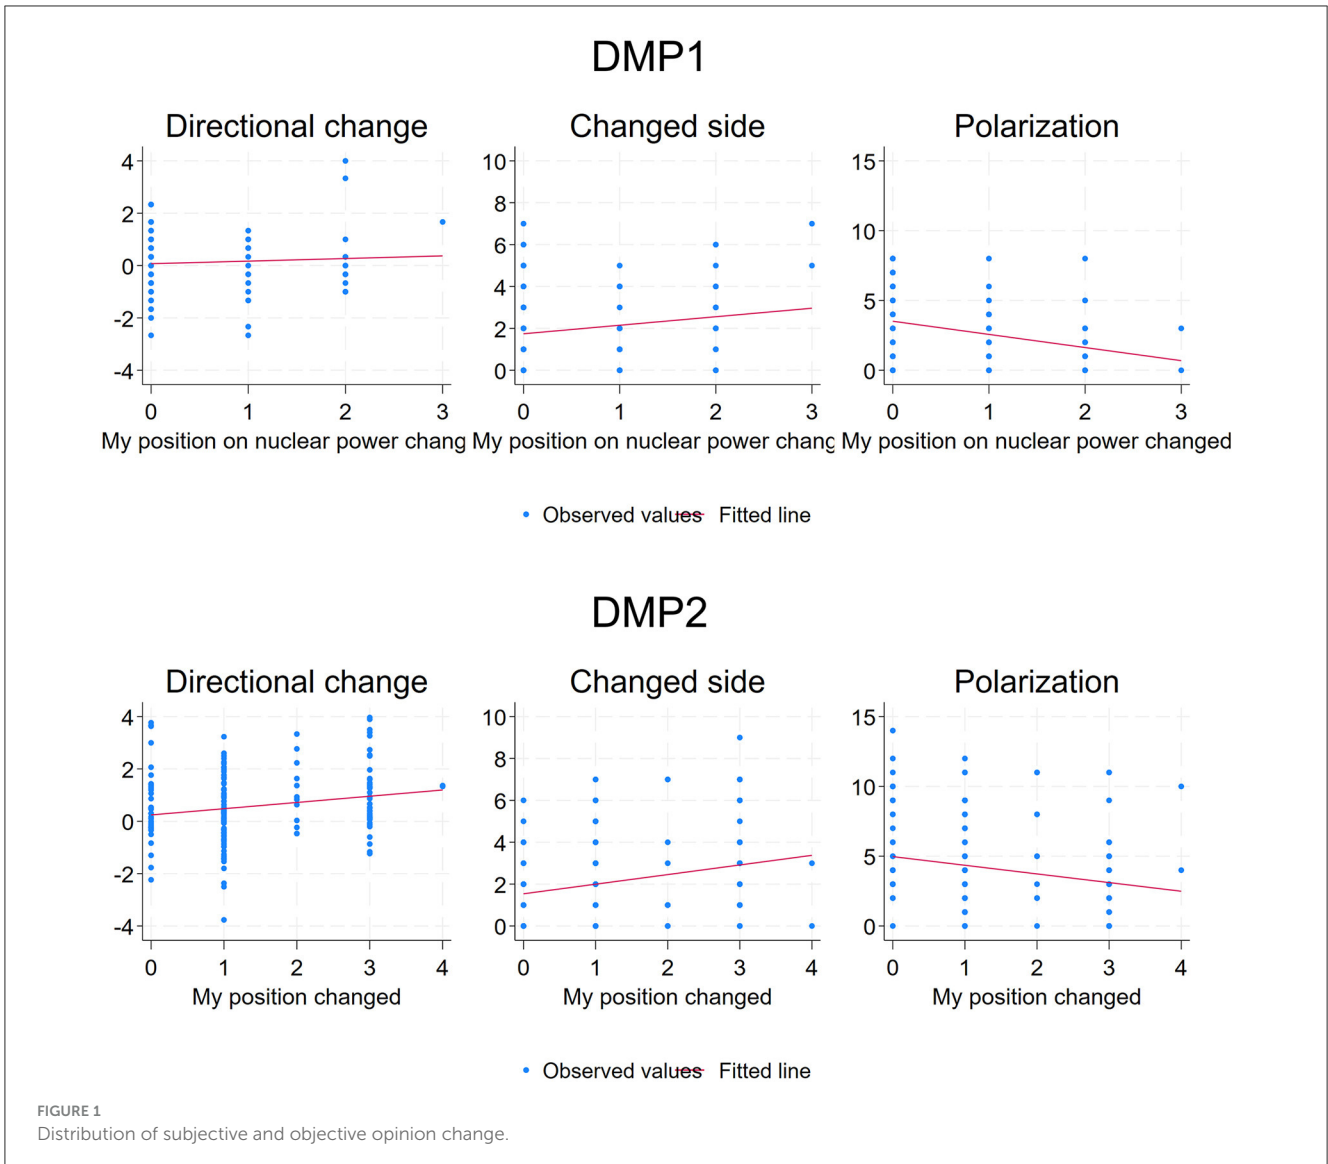 DMP1
Directional change
Changed side
Polarization
4
2
0
-2
-4
0 1 2 3
My position on nuclear power chang
10
8
6
4
2
0
0 1 2 3
My position on nuclear power chang
15
10
5
0
0 1 2 3
My position on nuclear power changed
Observed values Fitted line
DMP2
Directional change
Changed side
Polarization
4
2
0
-2
-4
0 1 2 3 4
My position changed
10
8
6
4
2
0
0 1 2 3 4
My position changed
15
10
5
0
0 1 2 3 4
My position changed
Observed values Fitted line
FIGURE 1
Distribution of subjective and objective opinion change.